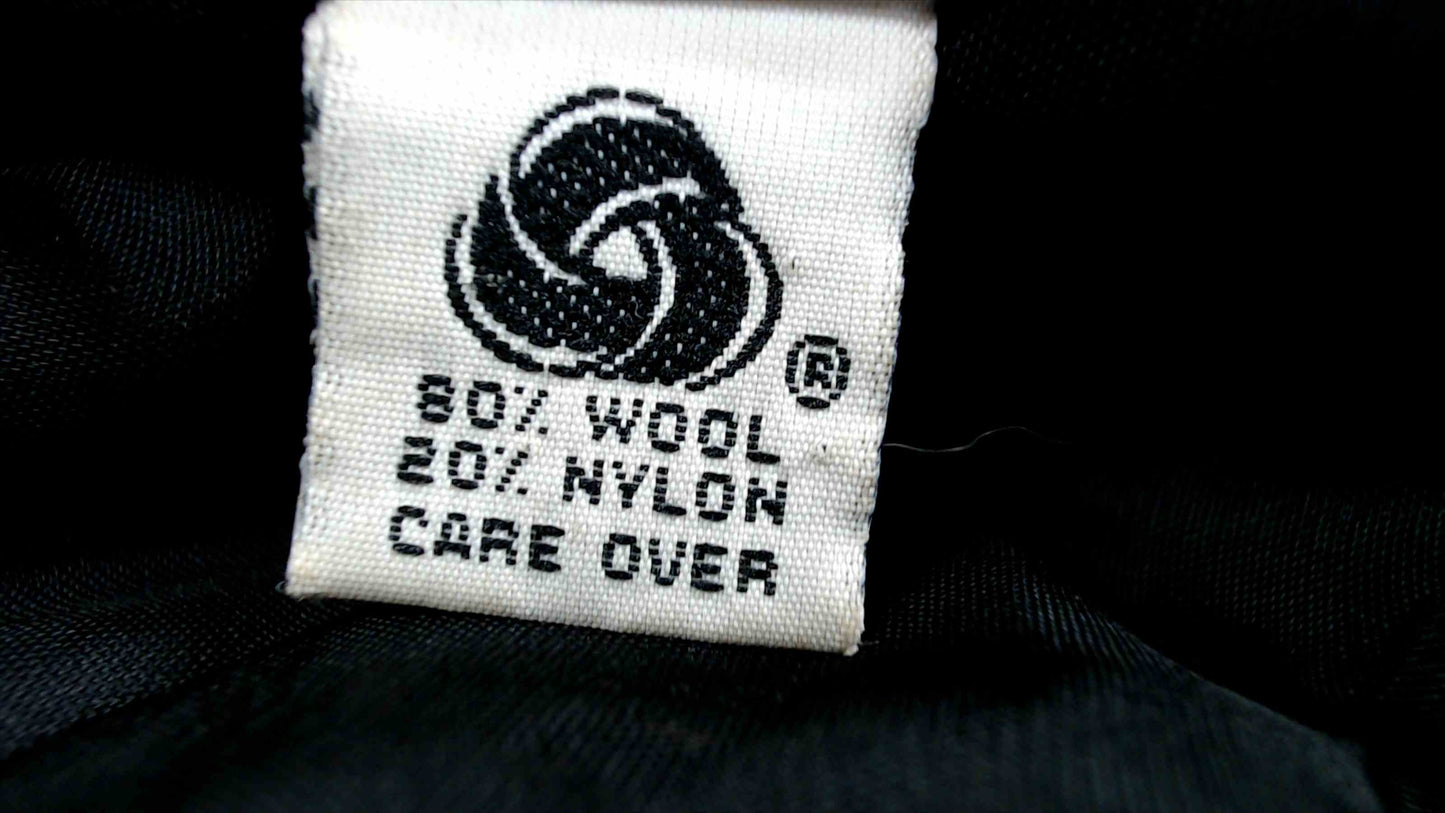 ®
80% WOOL
20% NYLON
CARE OVER